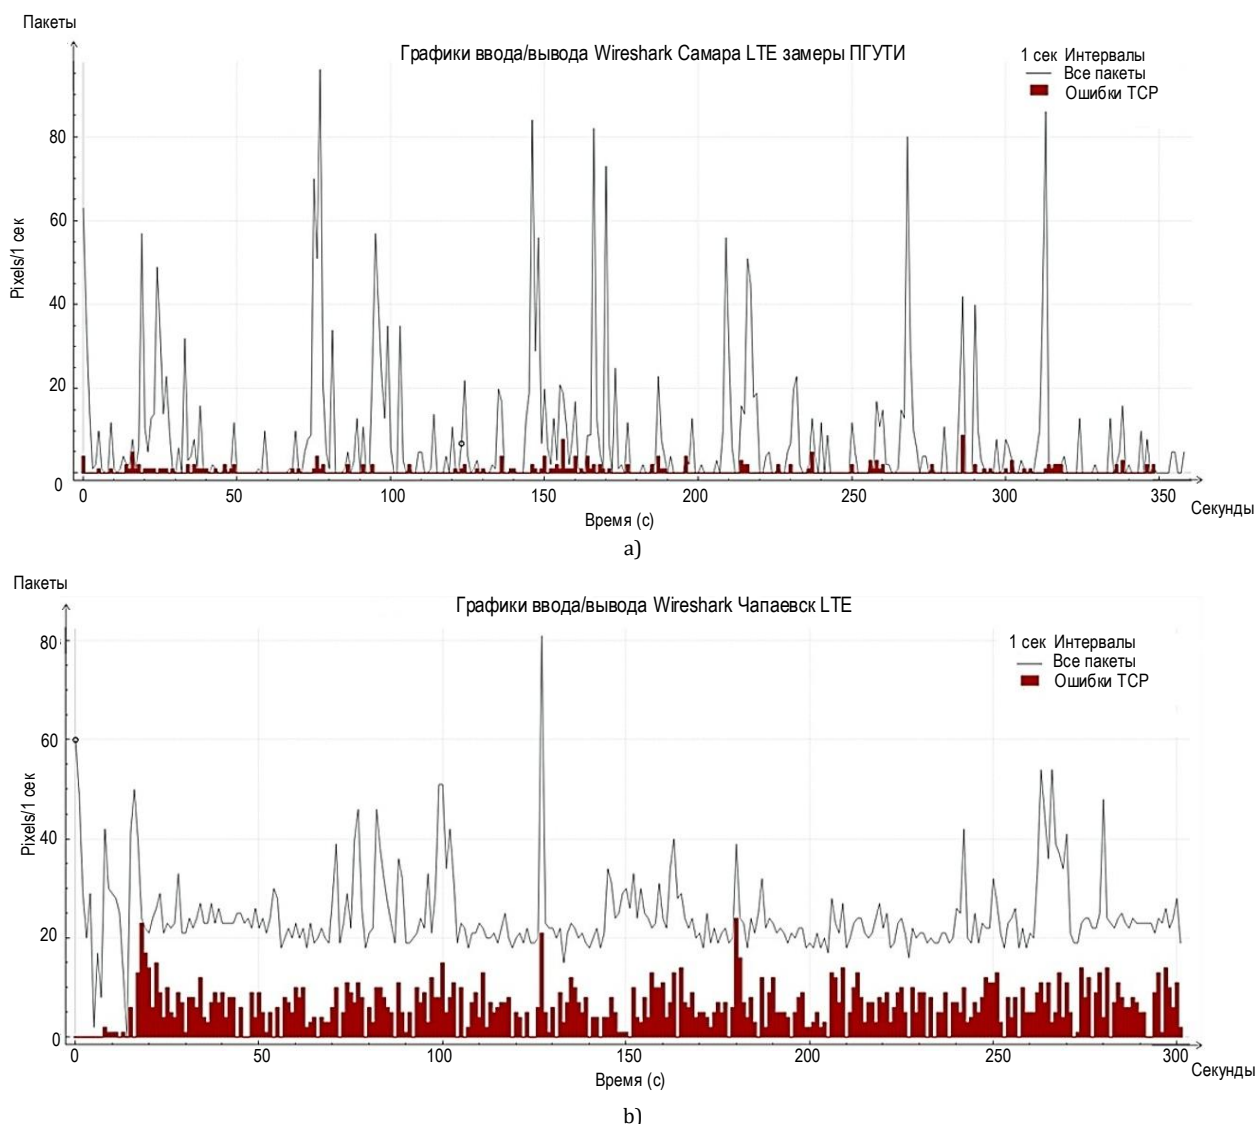 Пакеты
Графики ввода/вывода Wireshark Самара LTE замеры ПГУТИ
1 сек Интервалы
Все пакеты
Ошибки TCP
80
60
40
20
0
Pixels/1 сек
0 50 100 150 200 250 300 350
Секунды
Время (с)
а)
Пакеты
Графики ввода/вывода Wireshark Чапаевск LTE
1 сек Интервалы
Все пакеты
Ошибки TCP
80
60
40
20
0
Pixels/1 сек
0 50 100 150 200 250 300
Секунды
Время (с)
b)